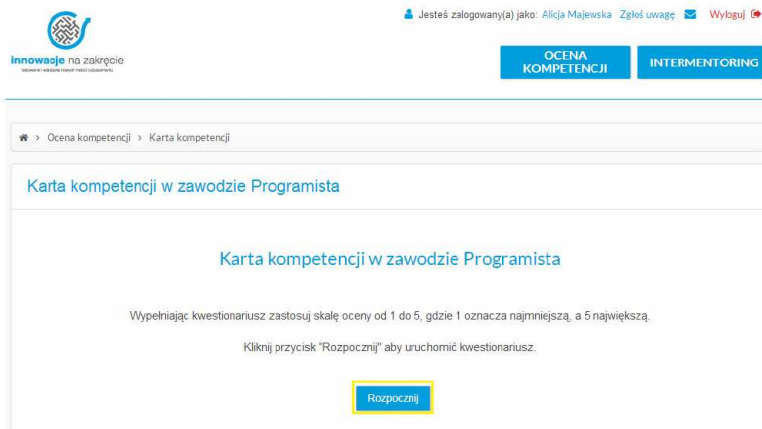 Jesteś zalogowany(a) jako: Alicja Majewska Zgłoś uwagę Wyloguj
innowacje na zakręcie
OCENA
KOMPETENCJI
INTERMENTORING
> Ocena kompetencji > Karta kompetencji
Karta kompetencji w zawodzie Programista
Karta kompetencji w zawodzie Programista
Wypełniając kwestionariusz zastosuj skalę oceny od 1 do 5, gdzie 1 oznacza najmniejszą, a 5 największą.
Kliknij przycisk "Rozpocznij" aby uruchomić kwestionariusz.
Rozpocznij